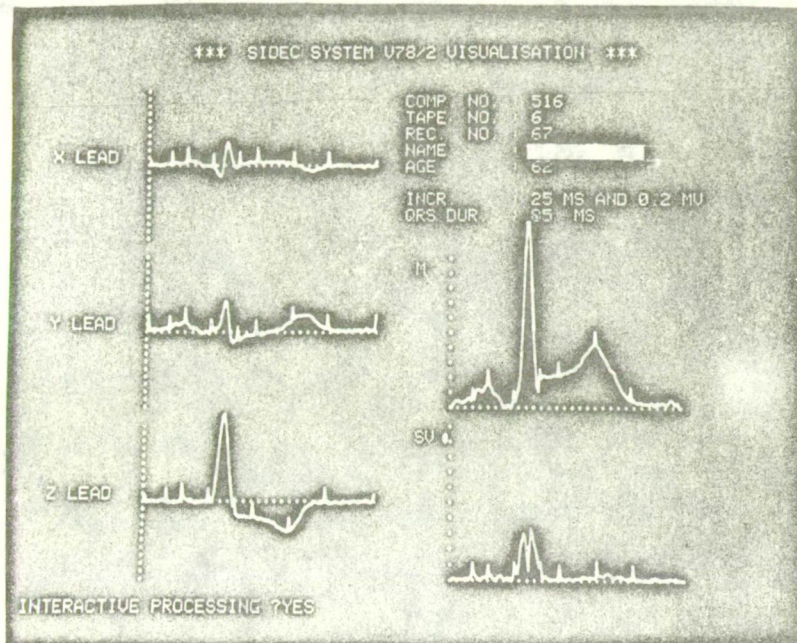 *** SIDEC SYSTEM V78/2 VISUALISATION ***
COMP. NO. 516
TAPE. NO. 6
REC. NO 67
NAME
AGE 62
INCR. 25 MS AND 0.2 MV
QRS DUR. 85 MS
X LEAD
M
Y LEAD
SV
Z LEAD
INTERACTIVE PROCESSING ?YES